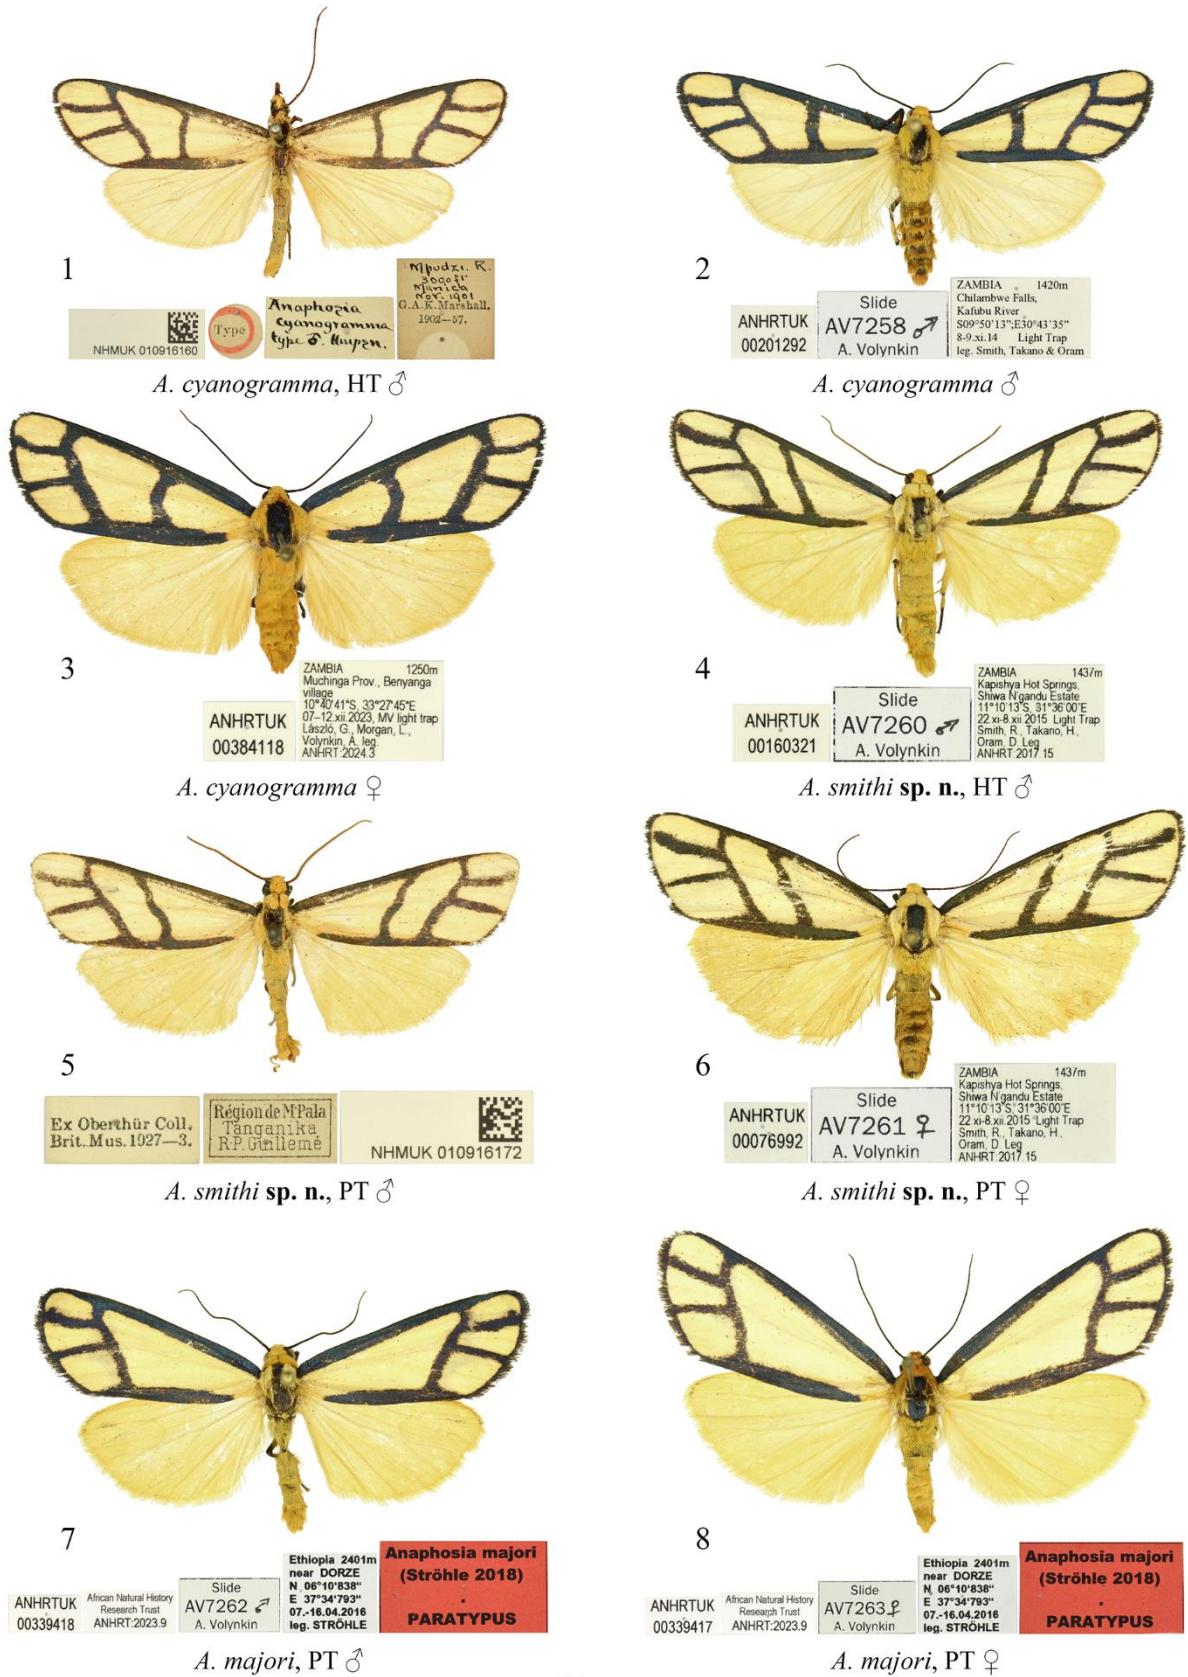 1
NHMUK 010916160
Type
Anaphosia
cyanogramma
type ♂. Hmpsn.
Mpudzi. R.
3000 ft
Manica
Nov. 1901
G.A.K. Marshall.
1902—57.
A. cyanogramma, HT ♂
2
ANHRTUK
00201292
Slide
AV7258 ♂
A. Volynkin
ZAMBIA 1420m
Chilambwe Falls,
Kafubu River
S09°50'13";E30°43'35"
8-9.xi.14 Light Trap
leg. Smith, Takano & Oram
A. cyanogramma ♂
3
ANHRTUK
00384118
ZAMBIA 1250m
Muchinga Prov., Benyanga
village
10°40'41"S, 33°27'45"E
07–12.xii.2023, MV light trap
László, G., Morgan, L.,
Volynkin, A. leg.
ANHRT:2024.3
A. cyanogramma ♀
4
ANHRTUK
00160321
Slide
AV7260 ♂
A. Volynkin
ZAMBIA 1437m
Kapishya Hot Springs,
Shiwa N'gandu Estate
11°10'13"S, 31°36'00"E
22.xi-8.xii.2015 Light Trap
Smith, R., Takano, H.,
Oram, D. Leg
ANHRT:2017.15
A. smithi sp. n., HT ♂
5
Ex Oberthür Coll.
Brit. Mus. 1927—3.
Région de M'Pala
Tanganika
R.P. Guillemé
NHMUK 010916172
A. smithi sp. n., PT ♂
6
ANHRTUK
00076992
Slide
AV7261 ♀
A. Volynkin
ZAMBIA 1437m
Kapishya Hot Springs,
Shiwa N'gandu Estate
11°10'13"S, 31°36'00"E
22.xi-8.xii.2015 Light Trap
Smith, R., Takano, H.,
Oram, D. Leg
ANHRT:2017.15
A. smithi sp. n., PT ♀
7
ANHRTUK
00339418
African Natural History
Research Trust
ANHRT:2023.9
Slide
AV7262 ♂
A. Volynkin
Ethiopia 2401m
near DORZE
N 06°10'838"
E 37°34'793"
07.-16.04.2016
leg. STRÖHLE
Anaphosia majori
(Ströhle 2018)
.
PARATYPUS
A. majori, PT ♂
8
ANHRTUK
00339417
African Natural History
Research Trust
ANHRT:2023.9
Slide
AV7263 ♀
A. Volynkin
Ethiopia 2401m
near DORZE
N 06°10'838"
E 37°34'793"
07.-16.04.2016
leg. STRÖHLE
Anaphosia majori
(Ströhle 2018)
.
PARATYPUS
A. majori, PT ♀